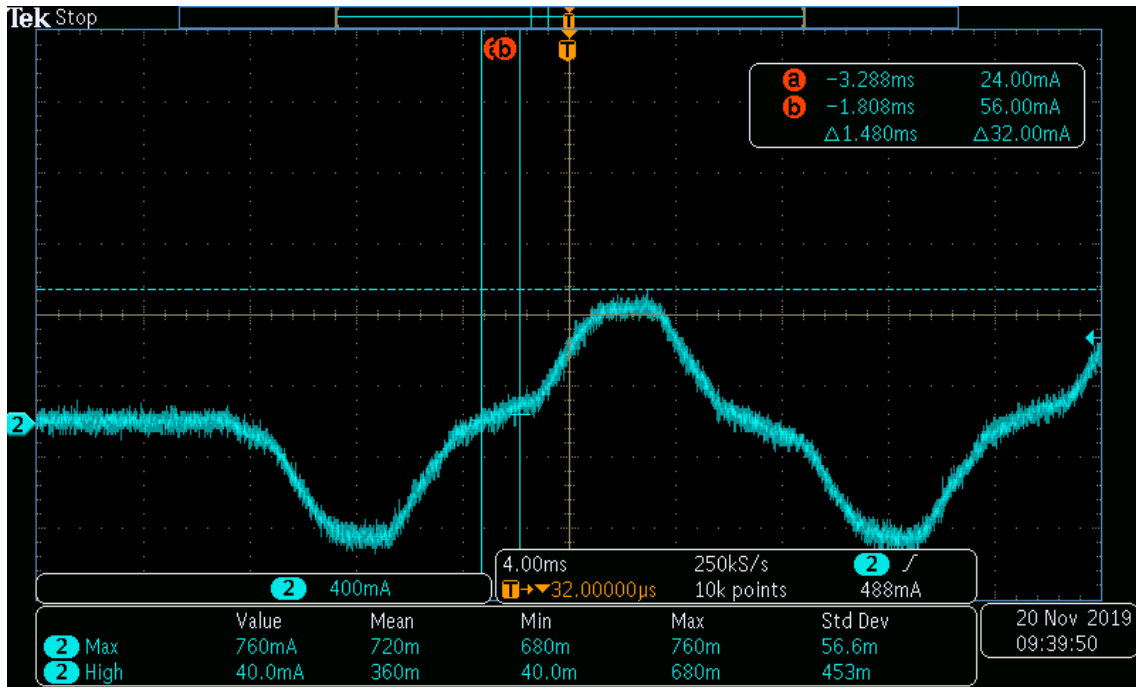 Tek Stop
T
a b T
a −3.288ms 24.00mA
b −1.808ms 56.00mA
Δ1.480ms Δ32.00mA
2
2 400mA
4.00ms 250kS/s 2
T→▼32.00000µs 10k points 488mA
Value Mean Min Max Std Dev
2 Max 760mA 720m 680m 760m 56.6m
2 High 40.0mA 360m 40.0m 680m 453m
20 Nov 2019
09:39:50